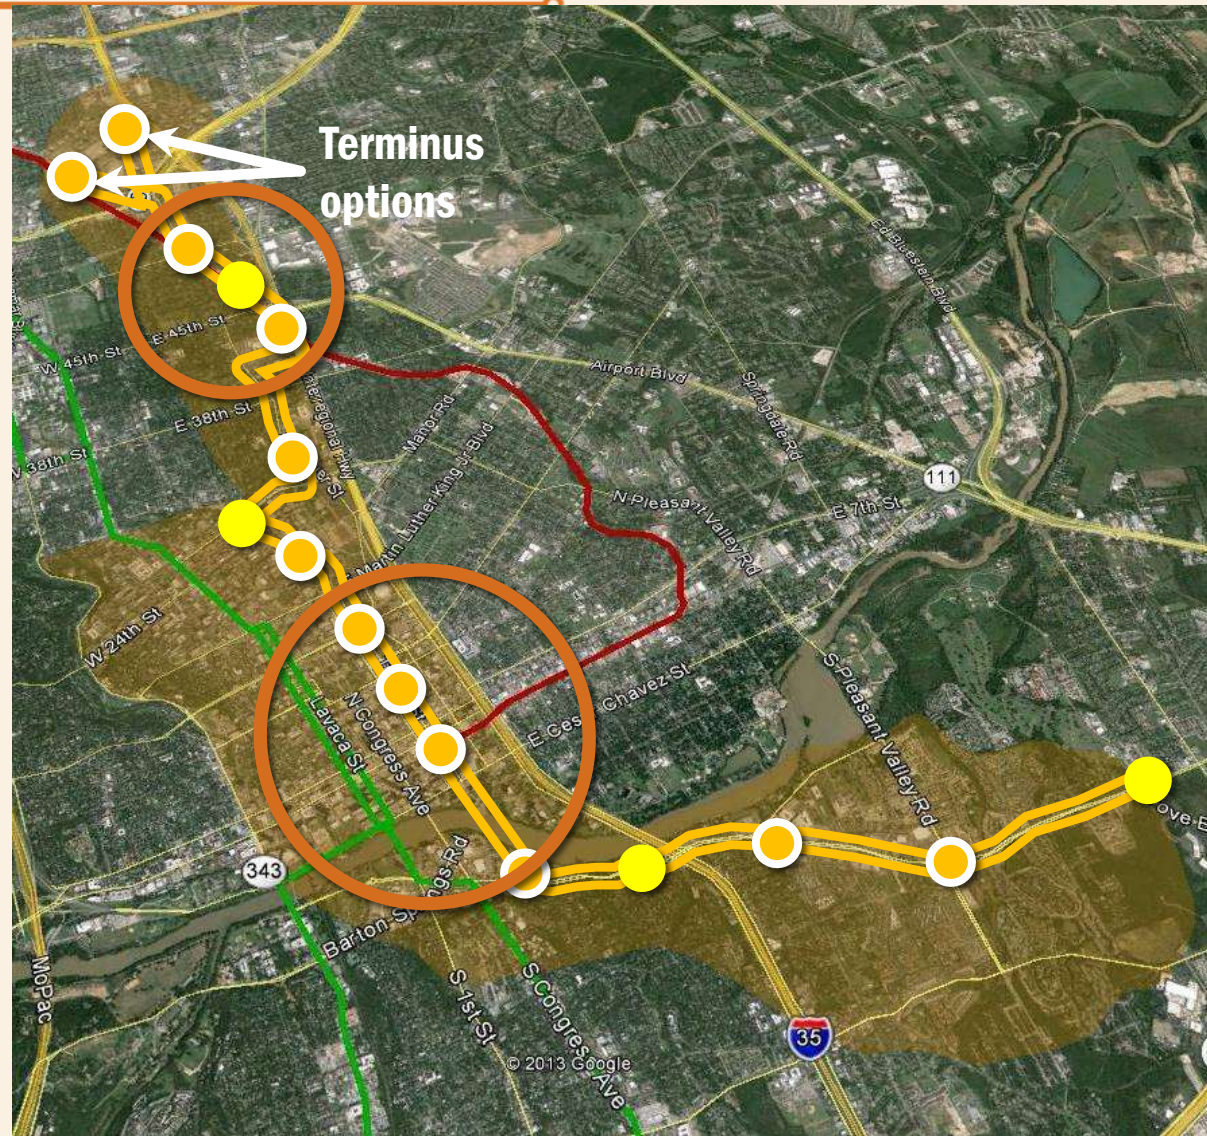 Terminus
options
Ed Bluestein Blvd
E 45th St
W 45th St
Airport Blvd
Springdale Rd
E 38th St
Manor Rd
W 38th St
Martin Luther King Jr Blvd
111
N Pleasant Valley Rd
E 7th St
W 24th St
S Pleasant Valley Rd
E Ces Chavez St
Lavaca St
N Congress Ave
343
Barton Springs Rd
MoPac
S 1st St
S Congress Ave
35
© 2013 Google